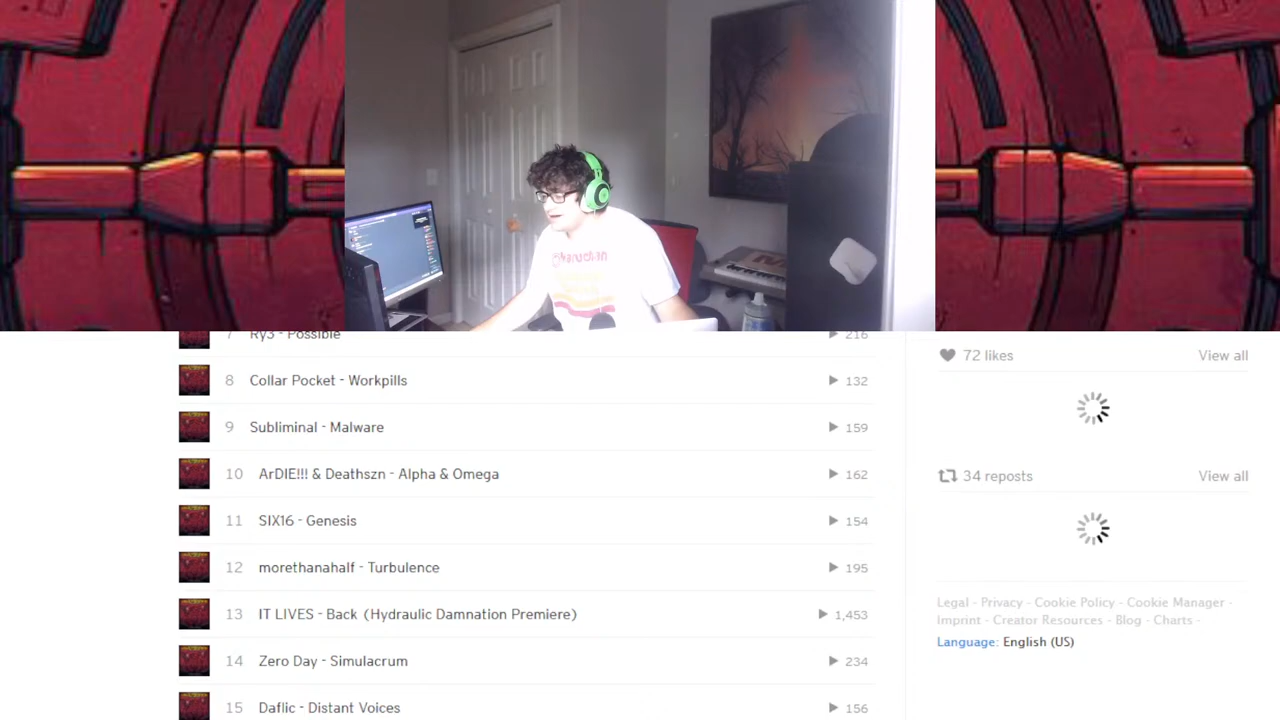 7 Ry3 - Possible 216
8 Collar Pocket - Workpills 132
9 Subliminal - Malware 159
10 ArDIE!!! & Deathszn - Alpha & Omega 162
11 SIX16 - Genesis 154
12 morethanahalf - Turbulence 195
13 IT LIVES - Back (Hydraulic Damnation Premiere) 1,453
14 Zero Day - Simulacrum 234
15 Daflic - Distant Voices 156
72 likes View all
34 reposts View all
Legal - Privacy - Cookie Policy - Cookie Manager -
Imprint - Creator Resources - Blog - Charts -
Language: English (US)